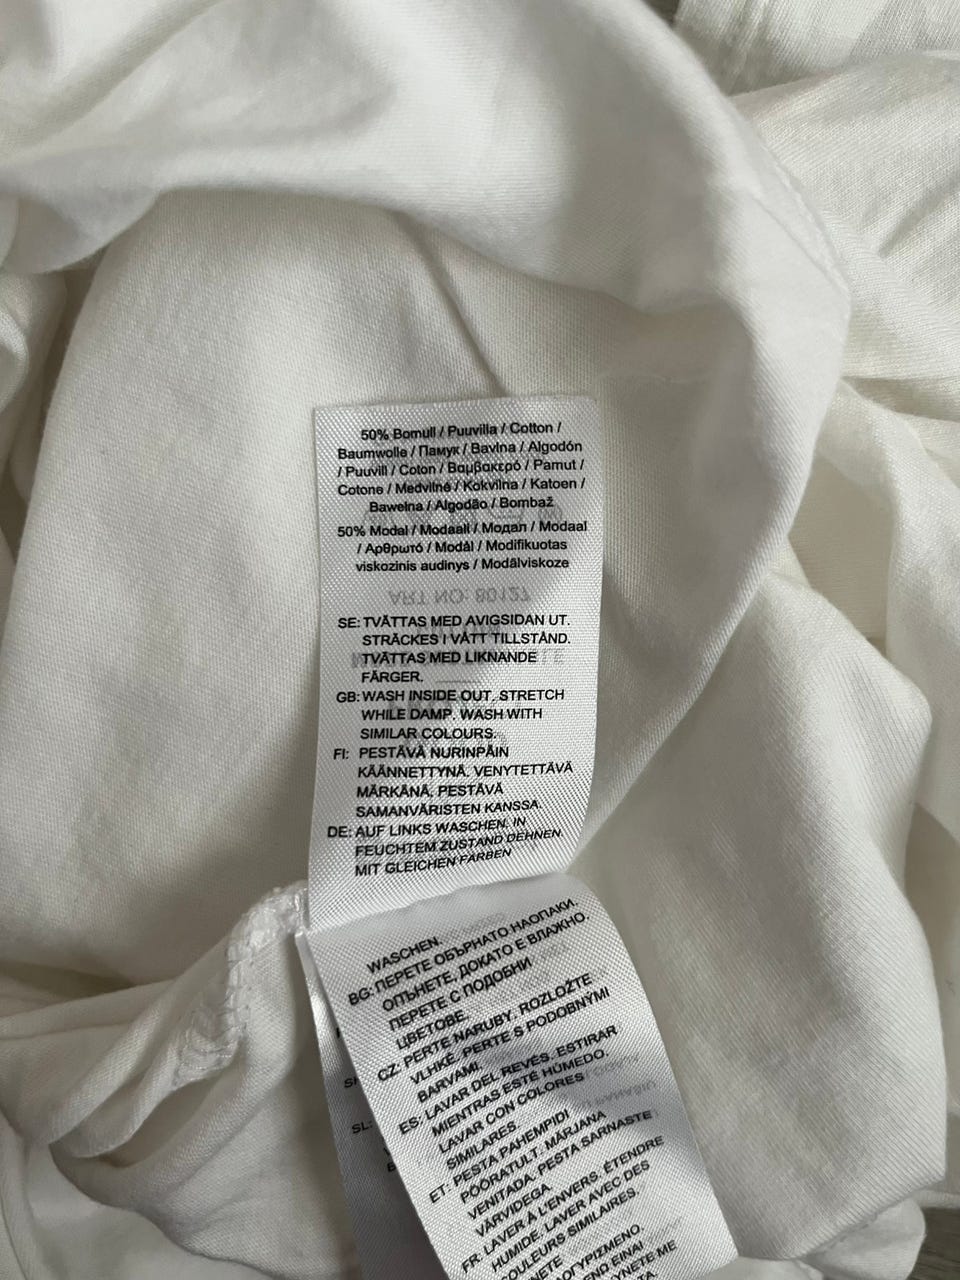 50% Bomull / Puuvilla / Cotton /
Baumwolle / Памук / Bavlna / Algodón
/ Puuvill / Coton / Βαμβακερό / Pamut /
Cotone / Medvilnė / Kokvilna / Katoen /
Bawełna / Algodão / Bombaž
50% Modal / Modaali / Модал / Modaal
/ Αρθρωτό / Modāl / Modifikuotas
viskozinis audinys / Modālviskoze
ART NO: 80127
SE: TVÄTTAS MED AVIGSIDAN UT.
STRÄCKES I VÅTT TILLSTÅND.
TVÄTTAS MED LIKNANDE
FÄRGER.
GB: WASH INSIDE OUT. STRETCH
WHILE DAMP. WASH WITH
SIMILAR COLOURS.
FI: PESTÄVÄ NURINPÄIN
KÄÄNNETTYNÄ. VENYTETTÄVÄ
MÄRKÄNÄ. PESTÄVÄ
SAMANVÄRISTEN KANSSA.
DE: AUF LINKS WASCHEN. IN
FEUCHTEM ZUSTAND DEHNEN.
MIT GLEICHEN FARBEN
WASCHEN.
BG: ПЕРЕТЕ ОБЪРНАТО НАОПАКИ.
ОПЪНЕТЕ, ДОКАТО Е ВЛАЖНО.
ПЕРЕТЕ С ПОДОБНИ
ЦВЕТОВЕ.
CZ: PERTE NARUBY. ROZLOŽTE
VLHKÉ. PERTE S PODOBNÝMI
BARVAMI.
ES: LAVAR DEL REVÉS. ESTIRAR
MIENTRAS ESTÉ HÚMEDO.
LAVAR CON COLORES
SIMILARES.
ET: PESTA PAHEMPIDI
PÖÖRATULT. MÄRJANA
VENITADA. PESTA SARNASTE
VÄRVIDEGA.
FR: LAVER À L'ENVERS. ÉTENDRE
HUMIDE. LAVER AVEC DES
COULEURS SIMILAIRES.
SL: